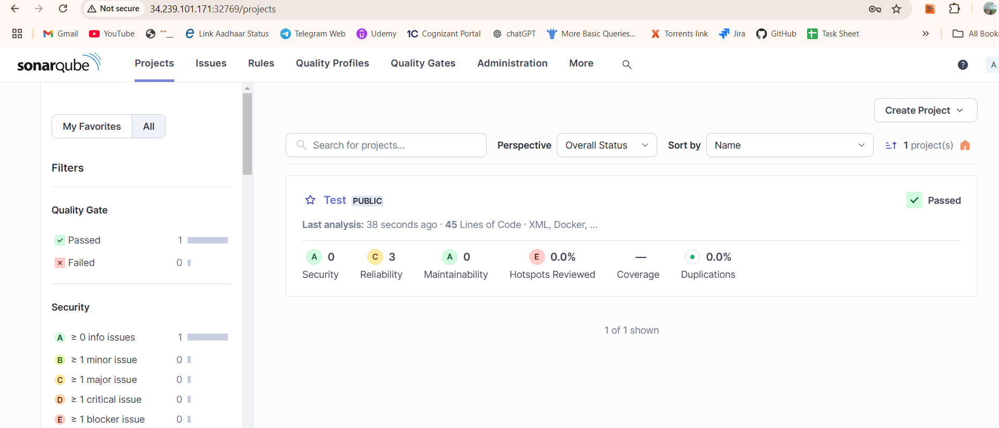 Not secure 34.239.101.171:32769/projects
Gmail YouTube ""__ Link Aadhaar Status Telegram Web Udemy 1C Cognizant Portal chatGPT More Basic Queries... X Torrents link Jira GitHub Task Sheet » All Book
sonarqube Projects Issues Rules Quality Profiles Quality Gates Administration More ? A
My Favorites All
Filters
Quality Gate
Passed 1
Failed 0
Security
A ≥ 0 info issues 1
B ≥ 1 minor issue 0
C ≥ 1 major issue 0
D ≥ 1 critical issue 0
E ≥ 1 blocker issue 0
Create Project
Search for projects... Perspective Overall Status Sort by Name 1 project(s)
Test PUBLIC Passed
Last analysis: 38 seconds ago • 45 Lines of Code • XML, Docker, ...
A 0 C 3 A 0 E 0.0% — 0.0%
Security Reliability Maintainability Hotspots Reviewed Coverage Duplications
1 of 1 shown